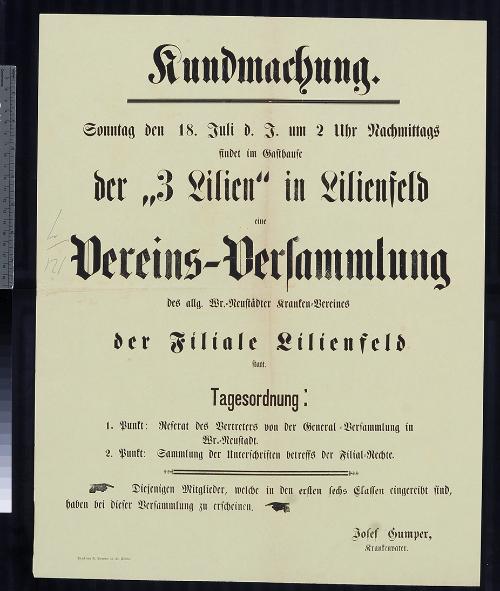 Kundmachung.
Sonntag den 18. Juli d. J. um 2 Uhr Nachmittags
findet im Gasthause
der „3 Lilien“ in Lilienfeld
eine
Vereins-Versammlung
des allg. Wr.-Neustädter Kranken-Vereines
der Filiale Lilienfeld
statt.
Tagesordnung:
1. Punkt: Referat des Vertreters von der General-Versammlung in
Wr.-Neustadt.
2. Punkt: Sammlung der Unterschriften betreffs der Filial-Rechte.
Diejenigen Mitglieder, welche in den ersten sechs Classen eingereiht sind,
haben bei dieser Versammlung zu erscheinen.
Josef Gumper,
Krankenvater.